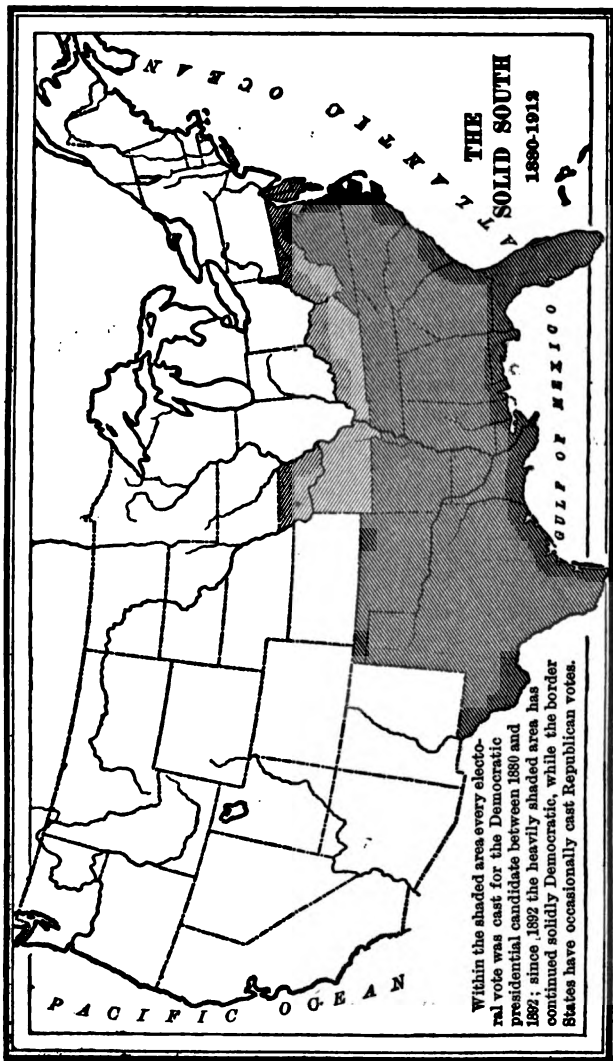 THE
SOLID SOUTH
1880-1912
ATLANTIC OCEAN
GULF OF MEXICO
PACIFIC OCEAN
Within the shaded area every electo-
ral vote was cast for the Democratic
presidential candidate between 1880 and
1892; since 1892 the heavily shaded area has
continued solidly Democratic, while the border
States have occasionally cast Republican votes.